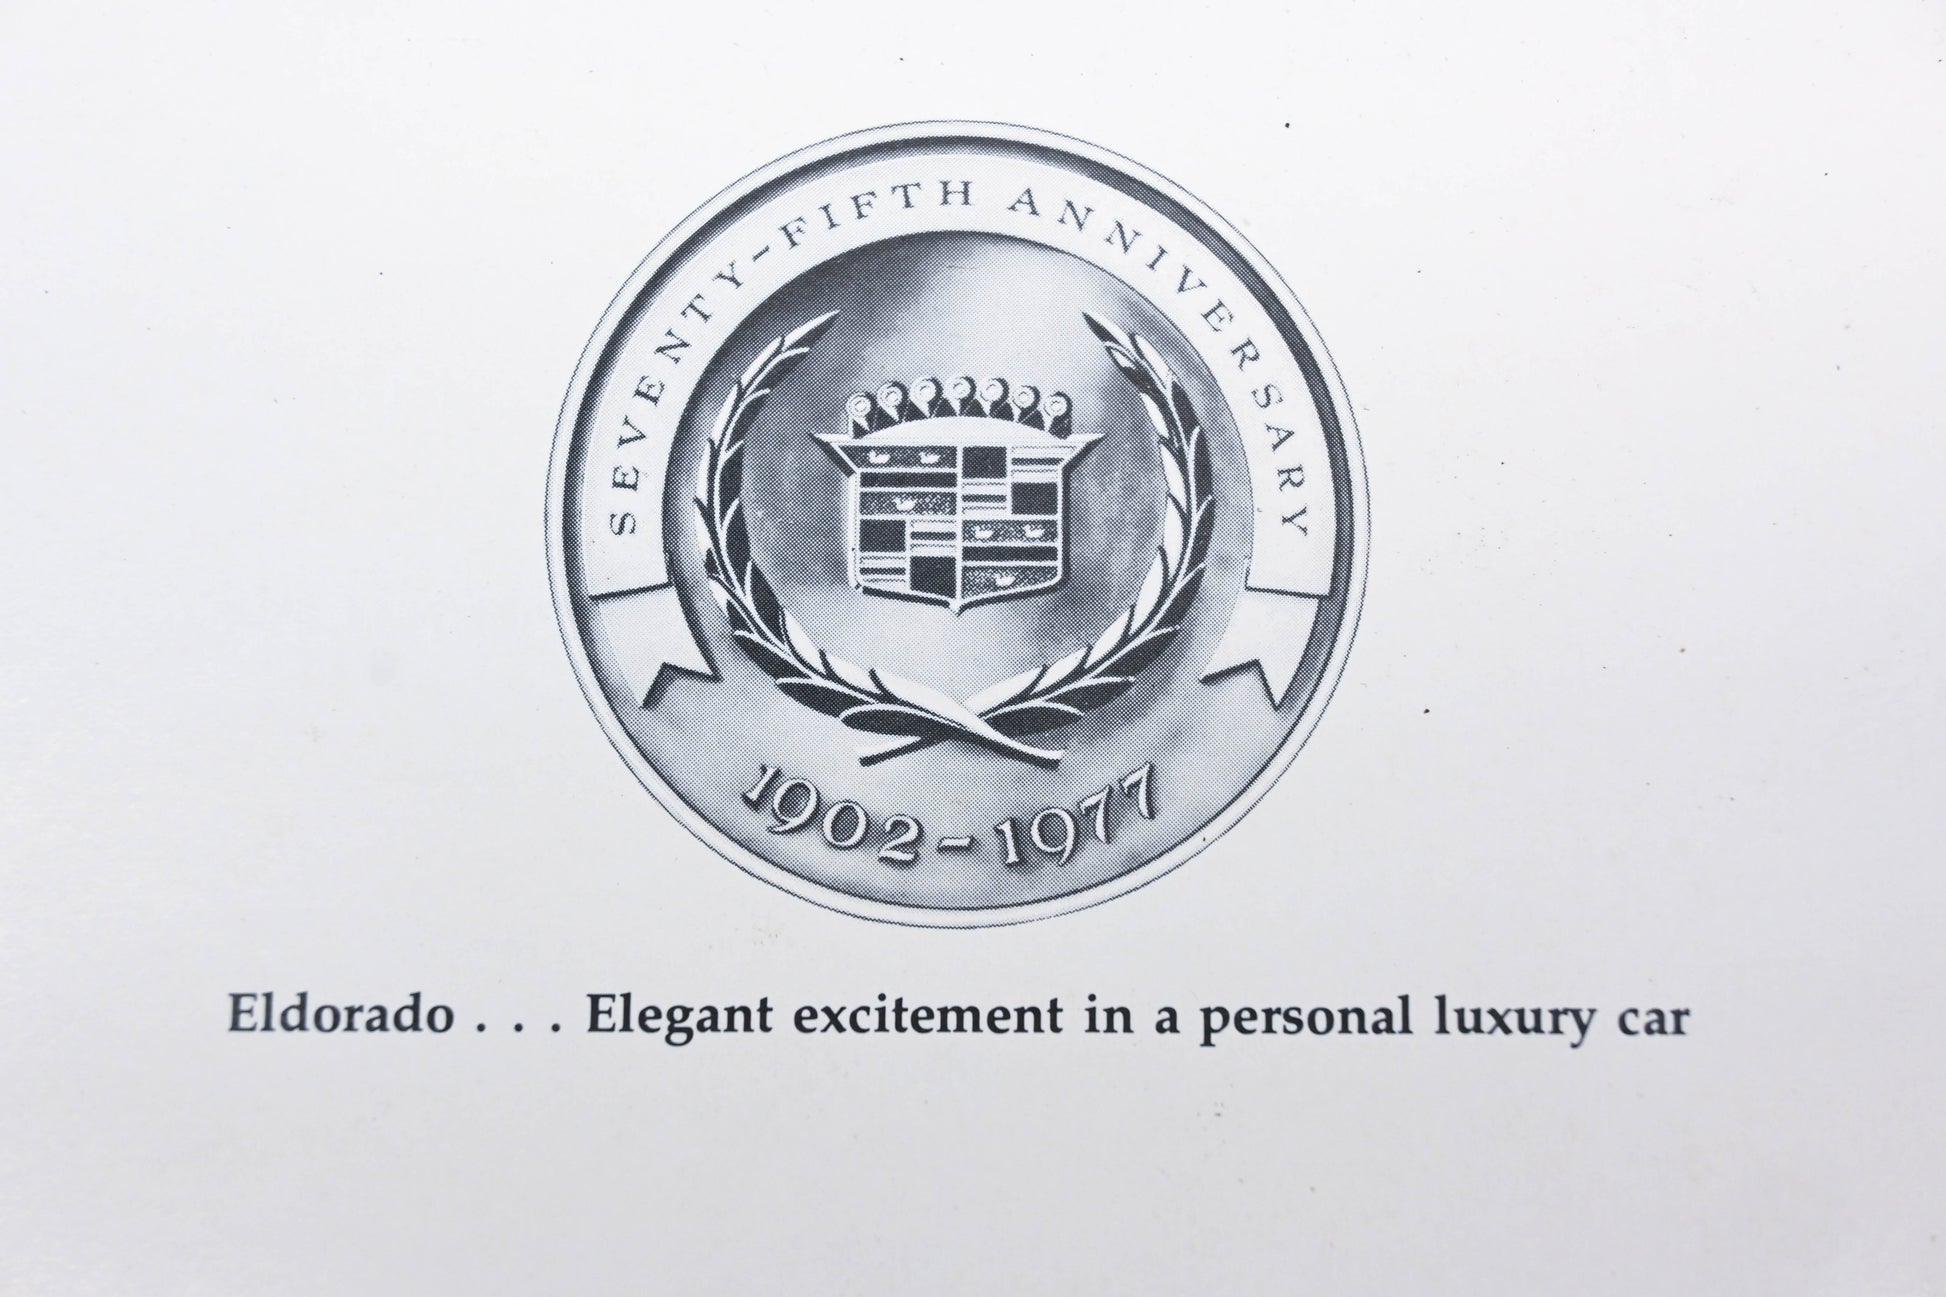 SEVENTY-FIFTH ANNIVERSARY
1902-1977
Eldorado . . . Elegant excitement in a personal luxury car